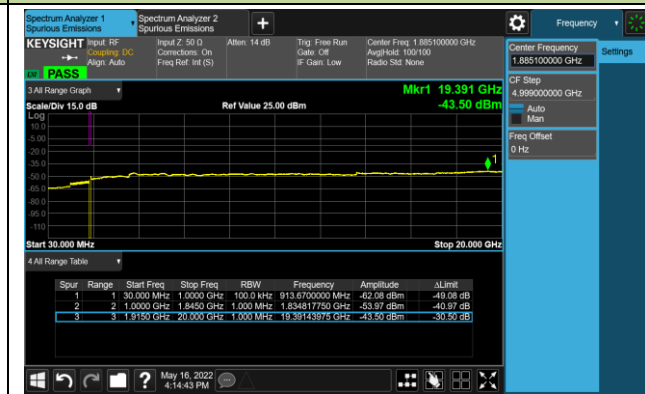 Spectrum Analyzer 1
Spurious Emissions
Spectrum Analyzer 2
Spurious Emissions
Frequency
KEYSIGHT
Input: RF
Coupling: DC
Align: Auto
Input Z: 50 Ω
Corrections: On
Freq Ref: Int (S)
Atten: 14 dB
Trig: Free Run
Gate: Off
IF Gain: Low
Center Freq: 1.885100000 GHz
Avg|Hold: 100/100
Radio Std: None
PASS
3 All Range Graph
Mkr1 19.391 GHz
Scale/Div 15.0 dB
Ref Value 25.00 dBm
-43.50 dBm
Log
10.0
-5.00
-20.0
-35.0
-50.0
-65.0
-80.0
-95.0
-110
1
Start 30.000 MHz
Stop 20.000 GHz
4 All Range Table
Spur Range Start Freq Stop Freq RBW Frequency Amplitude ΔLimit
1 1 30.000 MHz 1.0000 GHz 100.0 kHz 913.6700000 MHz -62.08 dBm -49.08 dB
2 2 1.0000 GHz 1.8450 GHz 1.000 MHz 1.834817750 GHz -53.97 dBm -40.97 dB
3 3 1.9150 GHz 20.000 GHz 1.000 MHz 19.39143975 GHz -43.50 dBm -30.50 dB
Center Frequency
1.885100000 GHz
Settings
CF Step
4.999000000 GHz
Auto
Man
Freq Offset
0 Hz
?
May 16, 2022
4:14:43 PM